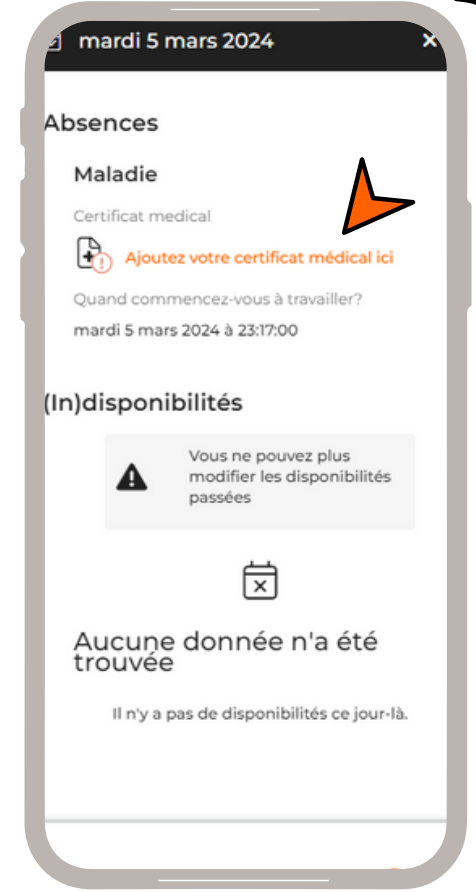 mardi 5 mars 2024
Absences
Maladie
Certificat medical
Ajoutez votre certificat médical ici
Quand commencez-vous à travailler?
mardi 5 mars 2024 à 23:17:00
(In)disponibilités
Vous ne pouvez plus
modifier les disponibilités
passées
Aucune donnée n'a été
trouvée
Il n'y a pas de disponibilités ce jour-là.